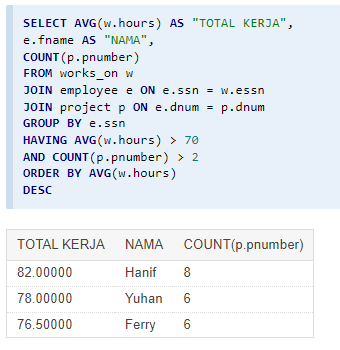 SELECT AVG(w.hours) AS "TOTAL KERJA",
e.fname AS "NAMA",
COUNT(p.pnumber)
FROM works_on w
JOIN employee e ON e.ssn = w.essn
JOIN project p ON e.dnum = p.dnum
GROUP BY e.ssn
HAVING AVG(w.hours) > 70
AND COUNT(p.pnumber) > 2
ORDER BY AVG(w.hours)
DESC
TOTAL KERJA NAMA COUNT(p.pnumber)
82.00000 Hanif 8
78.00000 Yuhan 6
76.50000 Ferry 6